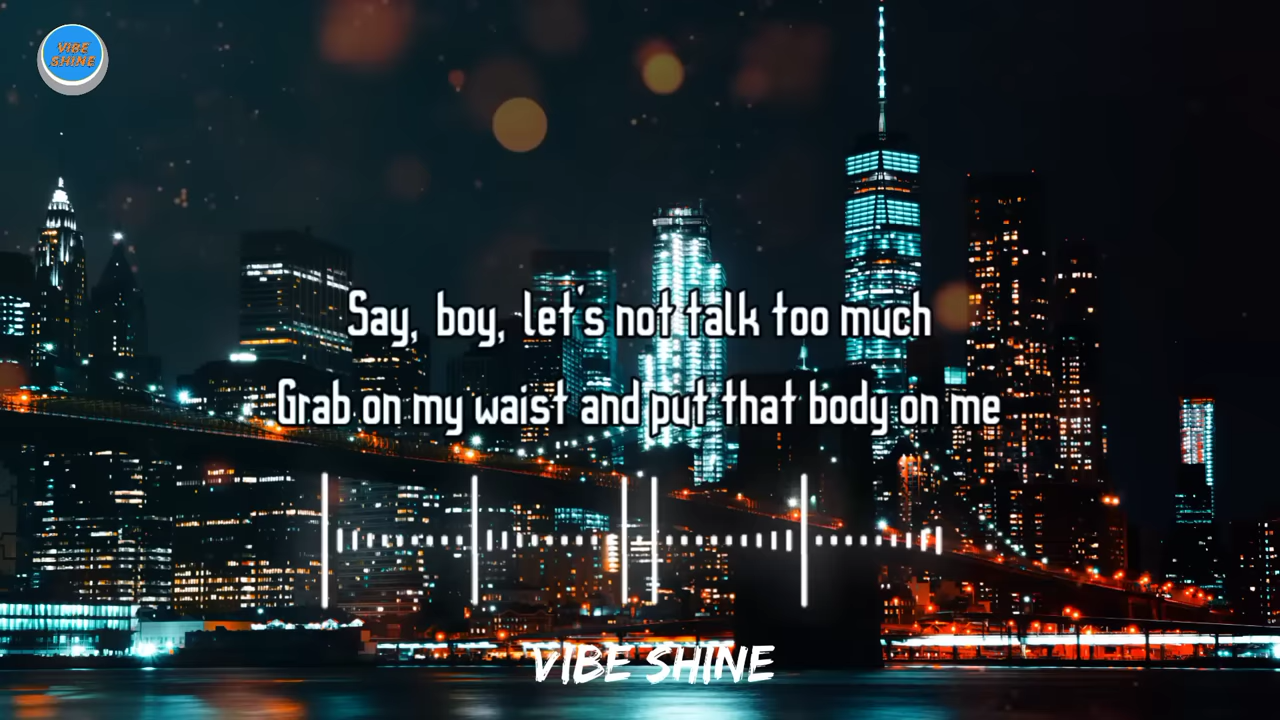 VIBE
SHINE
Say, boy, let's not talk too much
Grab on my waist and put that body on me
VIBE SHINE